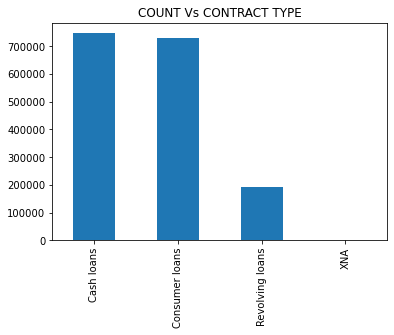 COUNT Vs CONTRACT TYPE
700000
600000
500000
400000
300000
200000
100000
0
Cash loans
Consumer loans
Revolving loans
XNA